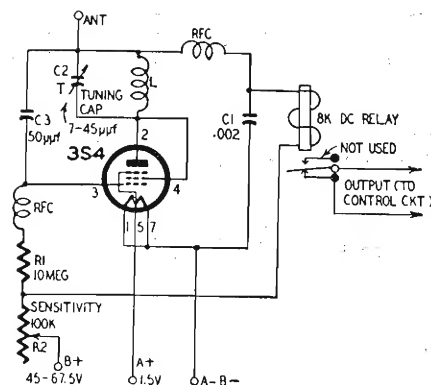 ANT
RFC
C2
T
TUNING
CAP
L
C3
50μμf
7-45μμf
C1
.002
8K DC RELAY
2
3S4
3
4
NOT USED
OUTPUT (TO
CONTROL CKT)
RFC
1 5 7
R1
10MEG
SENSITIVITY
100K
R2
B+
45-67.5V
A+
1.5V
A-B-